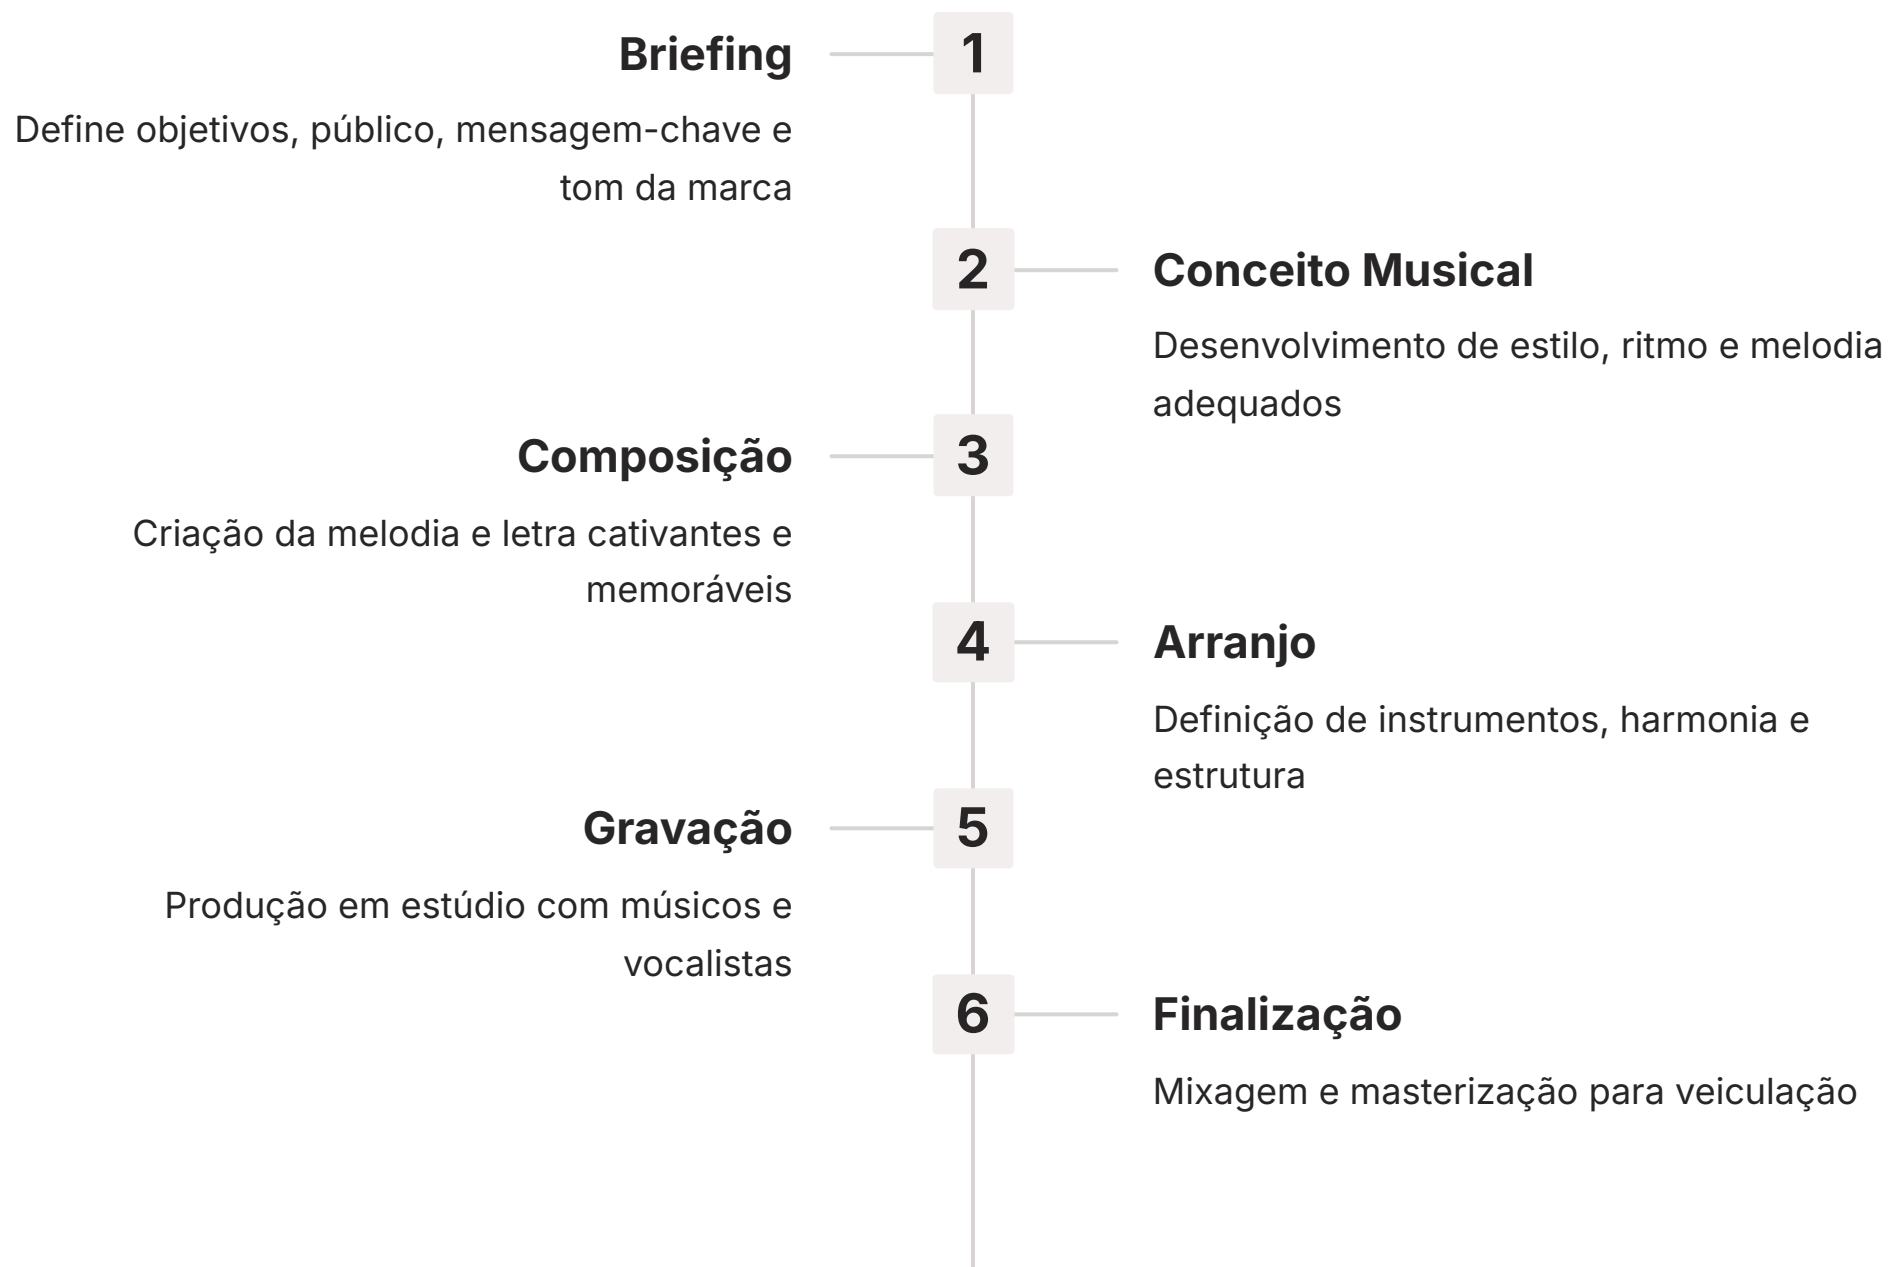 Briefing
1
Define objetivos, público, mensagem-chave e
tom da marca
2
Conceito Musical
Desenvolvimento de estilo, ritmo e melodia
adequados
Composição
3
Criação da melodia e letra cativantes e
memoráveis
4
Arranjo
Definição de instrumentos, harmonia e
estrutura
Gravação
5
Produção em estúdio com músicos e
vocalistas
6
Finalização
Mixagem e masterização para veiculação